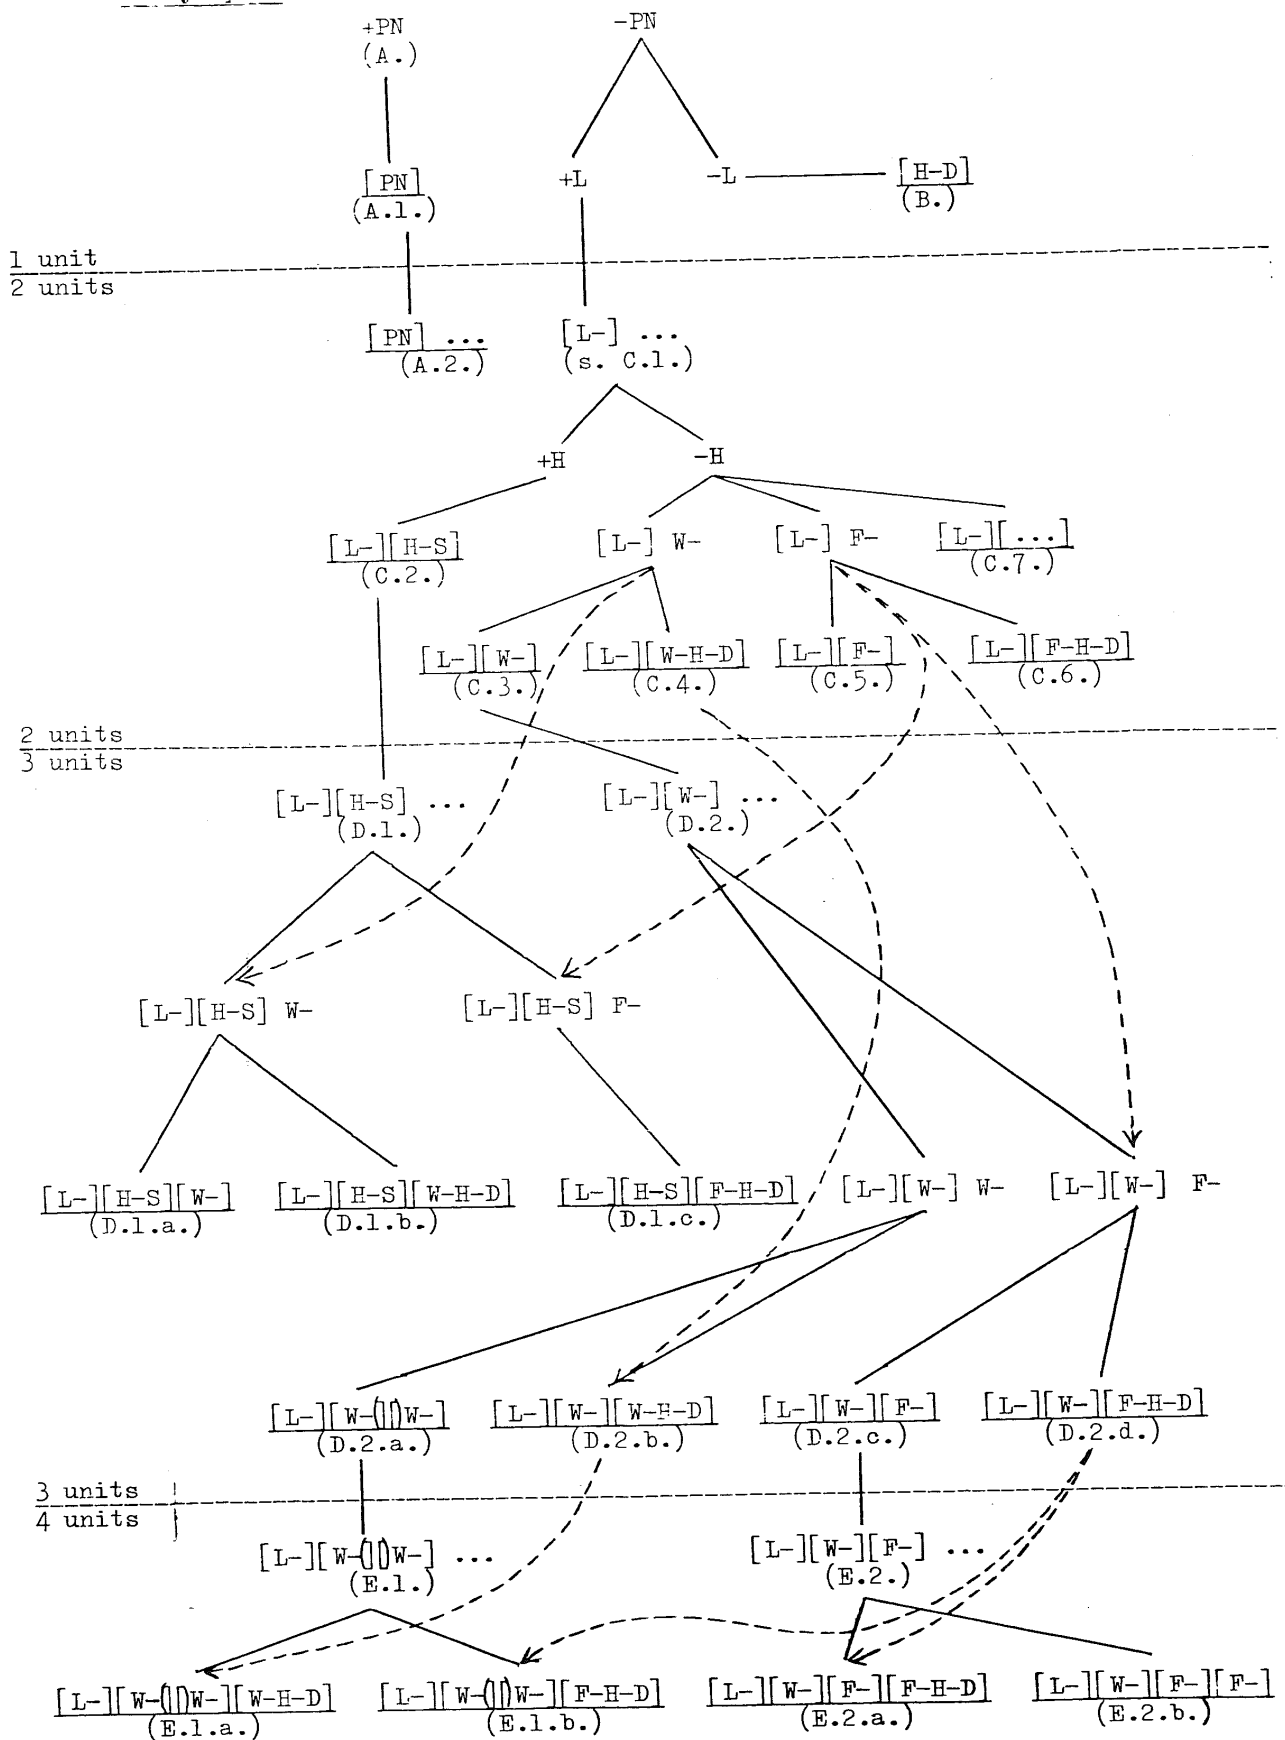 +PN -PN
(A.)
[PN] +L -L [H-D]
(A.1.) (B.)
1 unit
2 units
[PN] ... [L-] ...
(A.2.) (s. C.1.)
+H -H
[L-][H-S] [L-] W- [L-] F- [L-][...]
(C.2.) (C.7.)
[L-][W-] [L-][W-H-D] [L-][F-] [L-][F-H-D]
(C.3.) (C.4.) (C.5.) (C.6.)
2 units
3 units
[L-][H-S] ... [L-][W-] ...
(D.1.) (D.2.)
[L-][H-S] W- [L-][H-S] F-
[L-][H-S][W-] [L-][H-S][W-H-D] [L-][H-S][F-H-D] [L-][W-] W- [L-][W-] F-
(D.1.a.) (D.1.b.) (D.1.c.)
[L-][W-(][)W-] [L-][W-][W-H-D] [L-][W-][F-] [L-][W-][F-H-D]
(D.2.a.) (D.2.b.) (D.2.c.) (D.2.d.)
3 units
4 units
[L-][W-(][)W-] ... [L-][W-][F-] ...
(E.1.) (E.2.)
[L-][W-(][)W-][W-H-D] [L-][W-(][)W-][F-H-D] [L-][W-][F-][F-H-D] [L-][W-][F-][F-]
(E.1.a.) (E.1.b.) (E.2.a.) (E.2.b.)